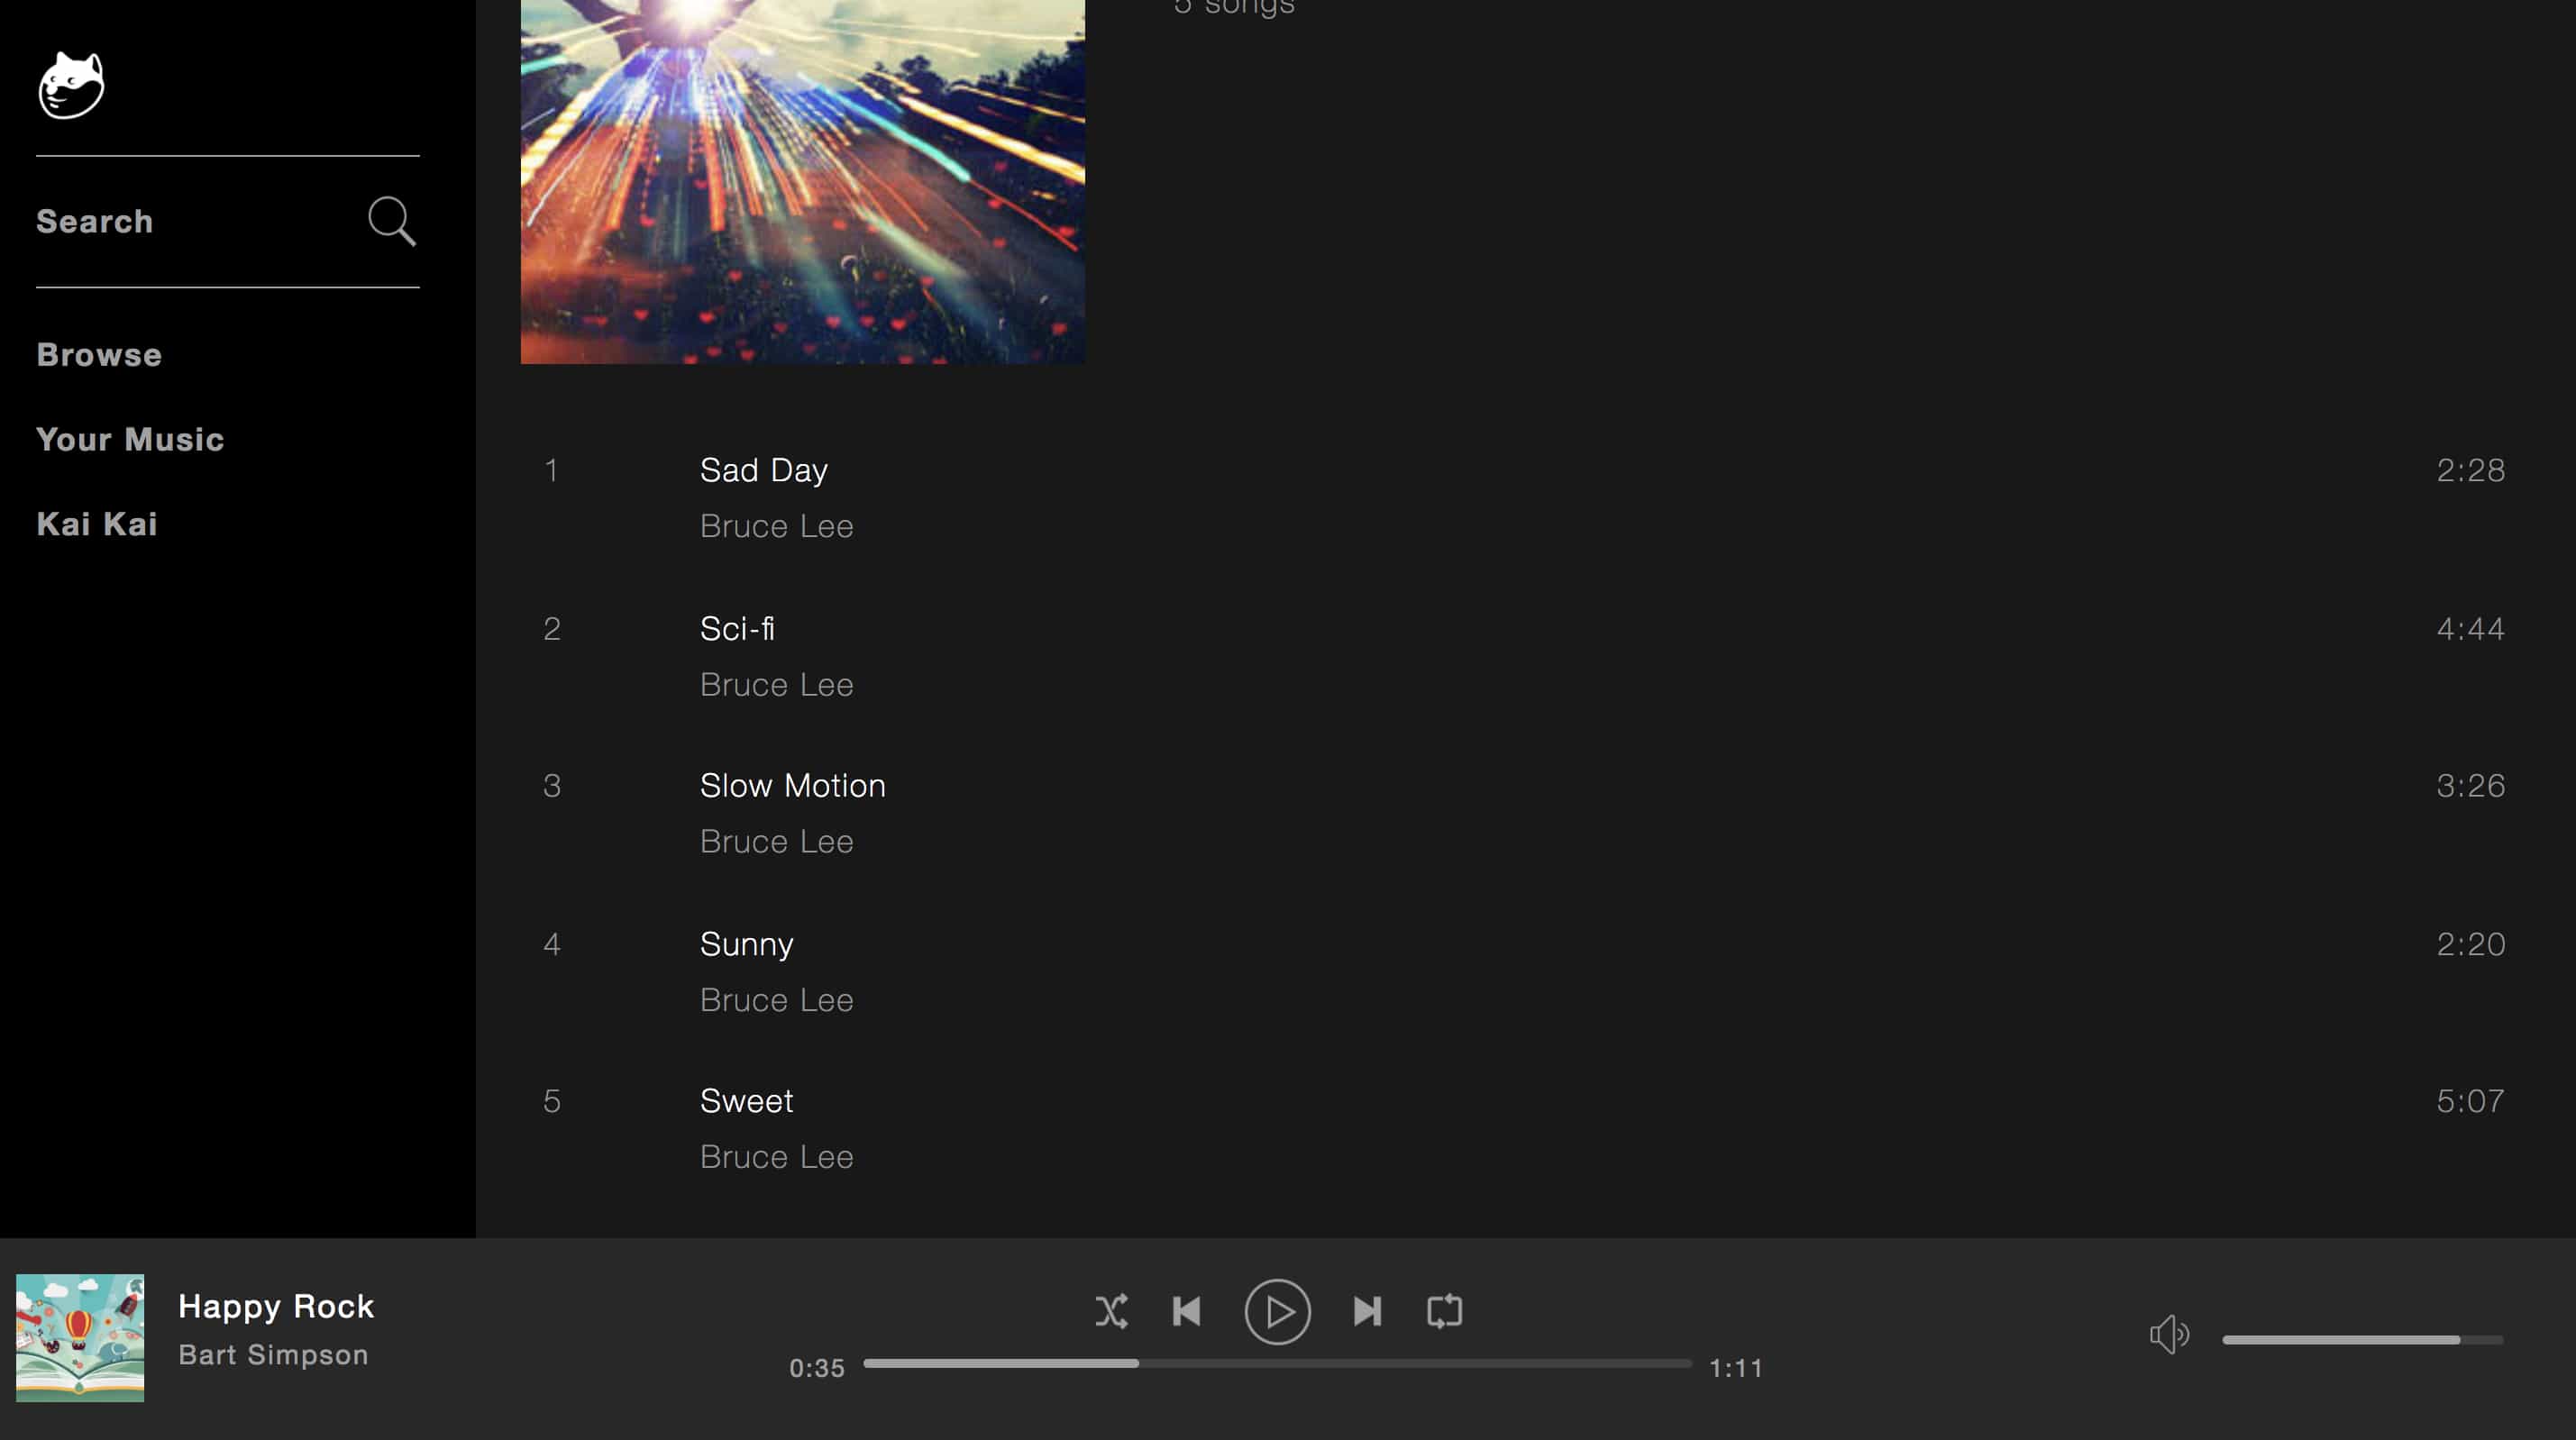 5 songs
Search
Browse
Your Music
Kai Kai
1 Sad Day 2:28
Bruce Lee
2 Sci-fi 4:44
Bruce Lee
3 Slow Motion 3:26
Bruce Lee
4 Sunny 2:20
Bruce Lee
5 Sweet 5:07
Bruce Lee
Happy Rock
Bart Simpson
0:35 1:11